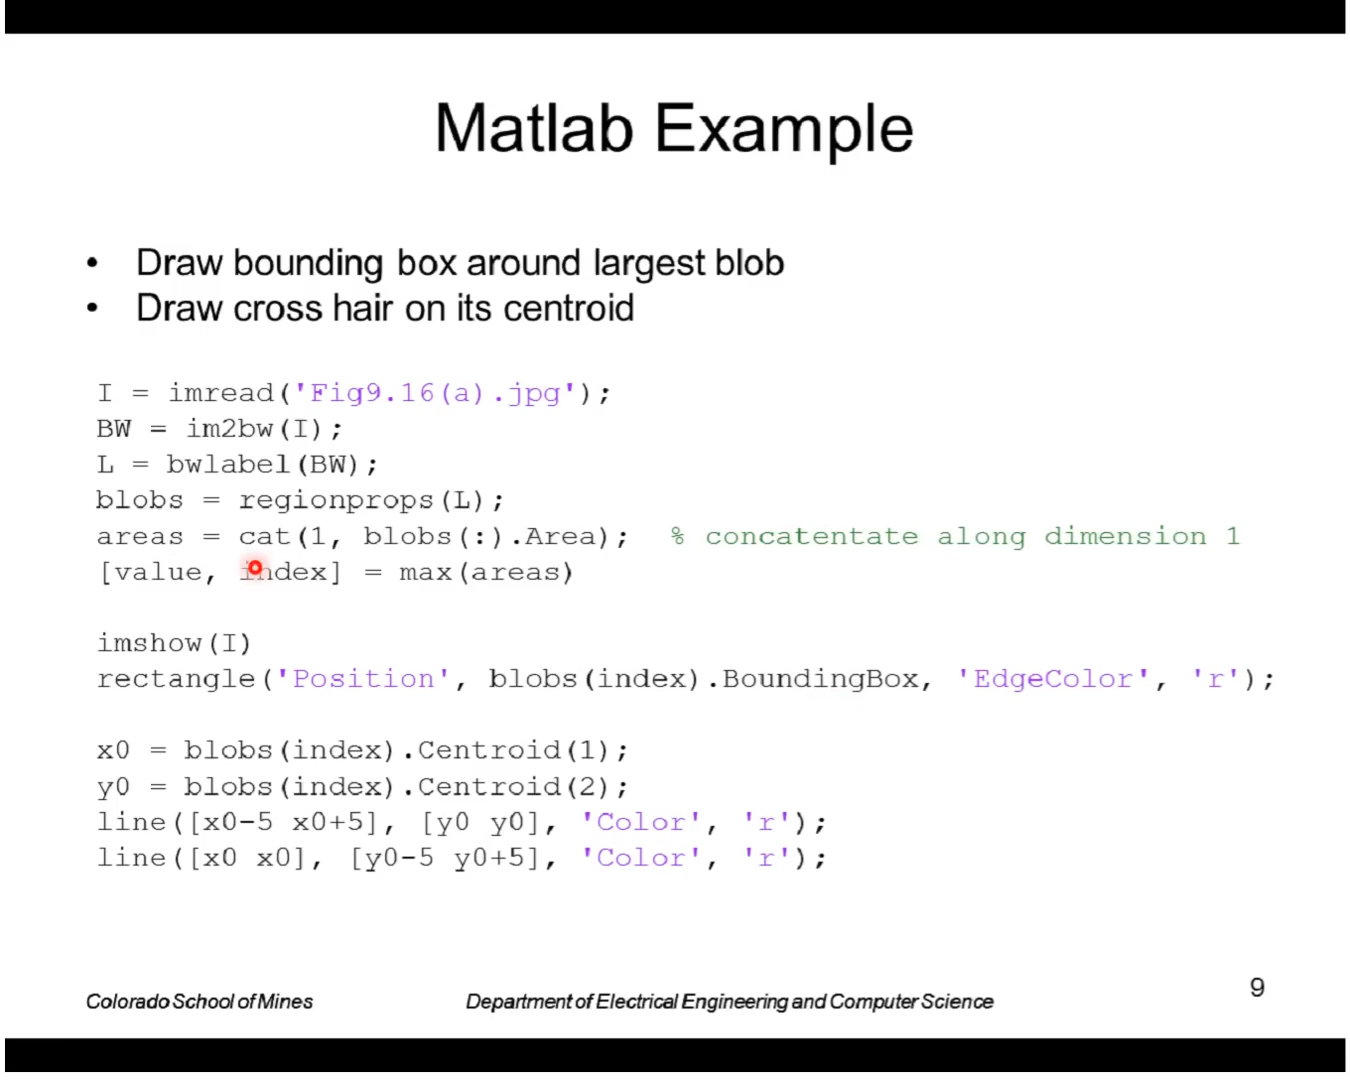 Matlab Example
• Draw bounding box around largest blob
• Draw cross hair on its centroid
I = imread('Fig9.16(a).jpg');
BW = im2bw(I);
L = bwlabel(BW);
blobs = regionprops(L);
areas = cat(1, blobs(:).Area);  % concatentate along dimension 1
[value, index] = max(areas)
imshow(I)
rectangle('Position', blobs(index).BoundingBox, 'EdgeColor', 'r');
x0 = blobs(index).Centroid(1);
y0 = blobs(index).Centroid(2);
line([x0-5 x0+5], [y0 y0], 'Color', 'r');
line([x0 x0], [y0-5 y0+5], 'Color', 'r');
Colorado School of Mines
Department of Electrical Engineering and Computer Science
9